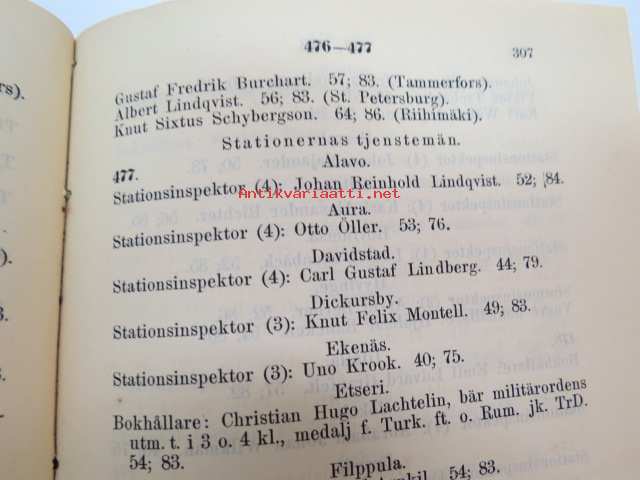 476—477
307
Gustaf Fredrik Burchart. 57; 83. (Tammerfors).
Albert Lindqvist. 56; 83. (St. Petersburg).
Knut Sixtus Schybergson. 64; 86. (Riihimäki).
Stationernas tjenstemän.
477.
Alavo.
Stationsinspektor (4): Johan Reinhold Lindqvist. 52; 84.
Antikvariaatti.net
Aura.
Stationsinspektor (4): Otto Öller. 53; 76.
Davidstad.
Stationsinspektor (4): Carl Gustaf Lindberg. 44; 79.
Dickursby.
Stationsinspektor (3): Knut Felix Montell. 49; 83.
Ekenäs.
Stationsinspektor (3): Uno Krook. 40; 75.
Etseri.
Bokhållare: Christian Hugo Lachtelin, bär militärordens
utm. t. i 3 o. 4 kl., medalj f. Turk. ft. o. Rum. jk. TrD.
54; 83.
Filppula.
54; 83.